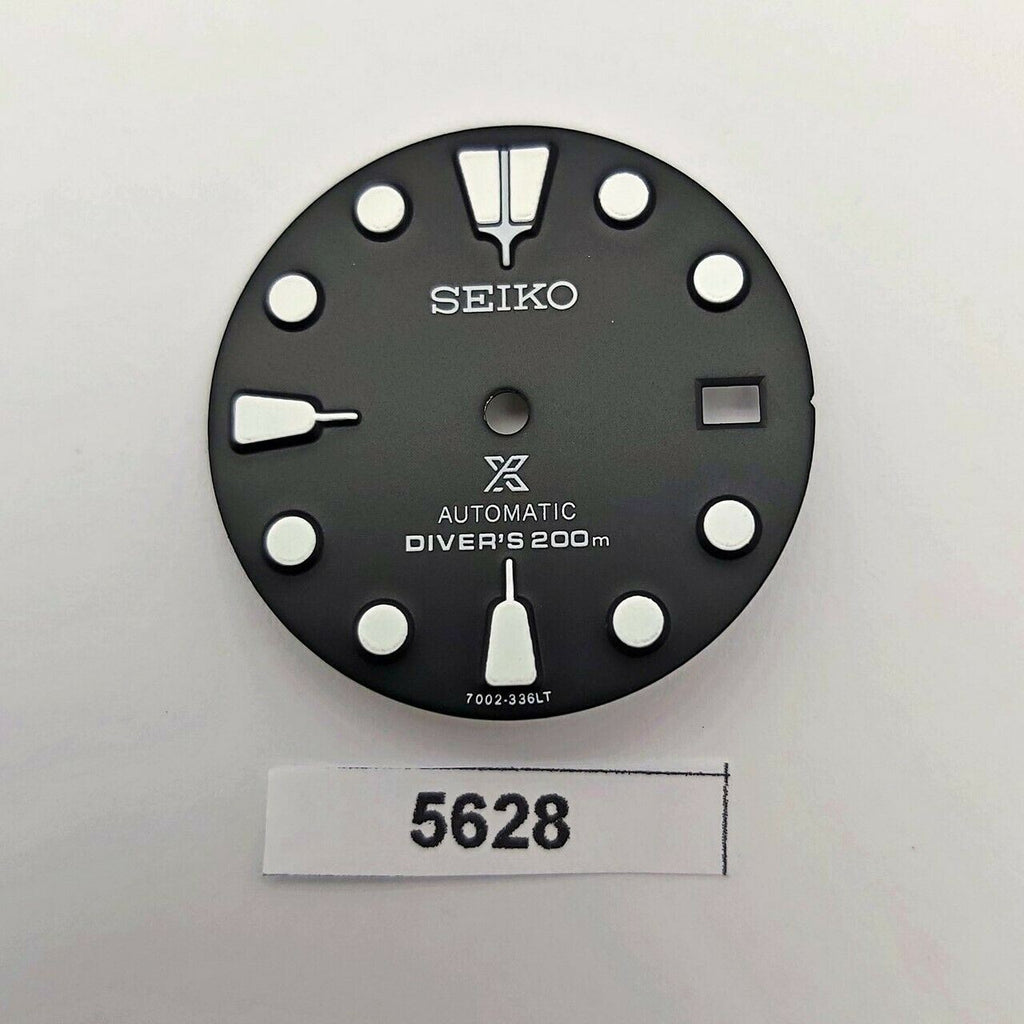 SEIKO
AUTOMATIC
DIVER'S 200m
7002-336LT
5628